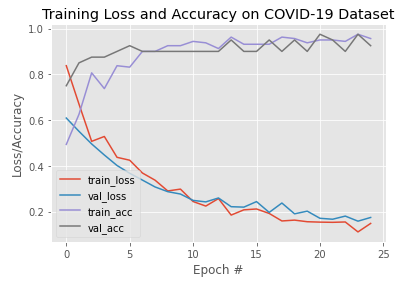 Training Loss and Accuracy on COVID-19 Dataset
1.0
0.8
0.6
0.4
0.2
Loss/Accuracy
train_loss
val_loss
train_acc
val_acc
0 5 10 15 20 25
Epoch #